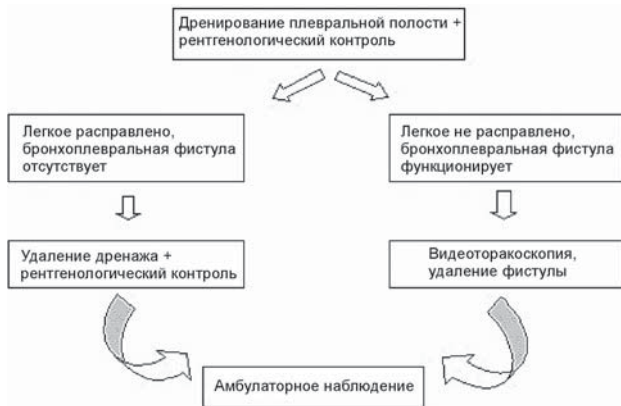 Дренирование плевральной полости +
рентгенологический контроль
Легкое расправлено,
бронхоплевральная фистула
отсутствует
Легкое не расправлено,
бронхоплевральная фистула
функционирует
Удаление дренажа +
рентгенологический контроль
Видеоторакоскопия,
удаление фистулы
Амбулаторное наблюдение